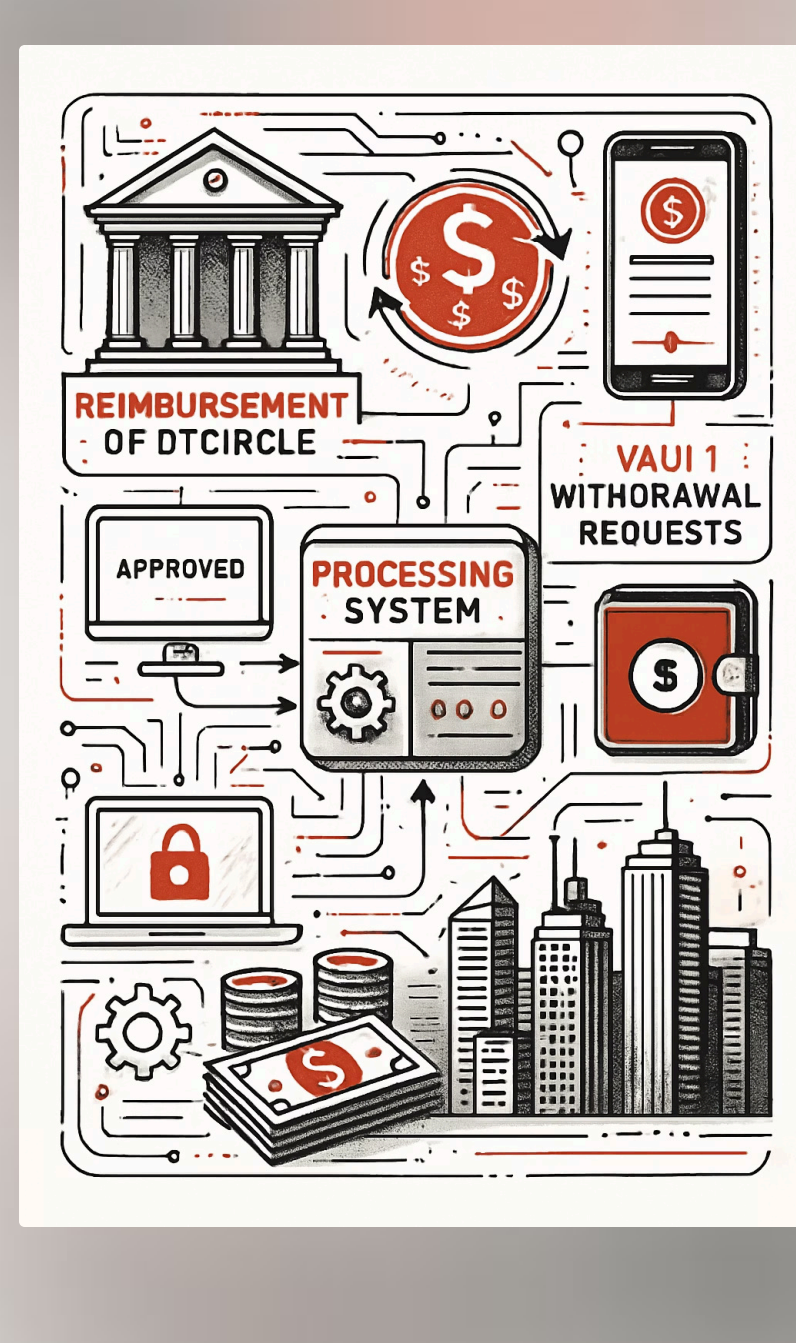 $
$ $ $
$
REIMBURSEMENT
OF DTCIRCLE
VAUI 1
WITHORAWAL
REQUESTS
APPROVED
PROCESSING
SYSTEM
$
$